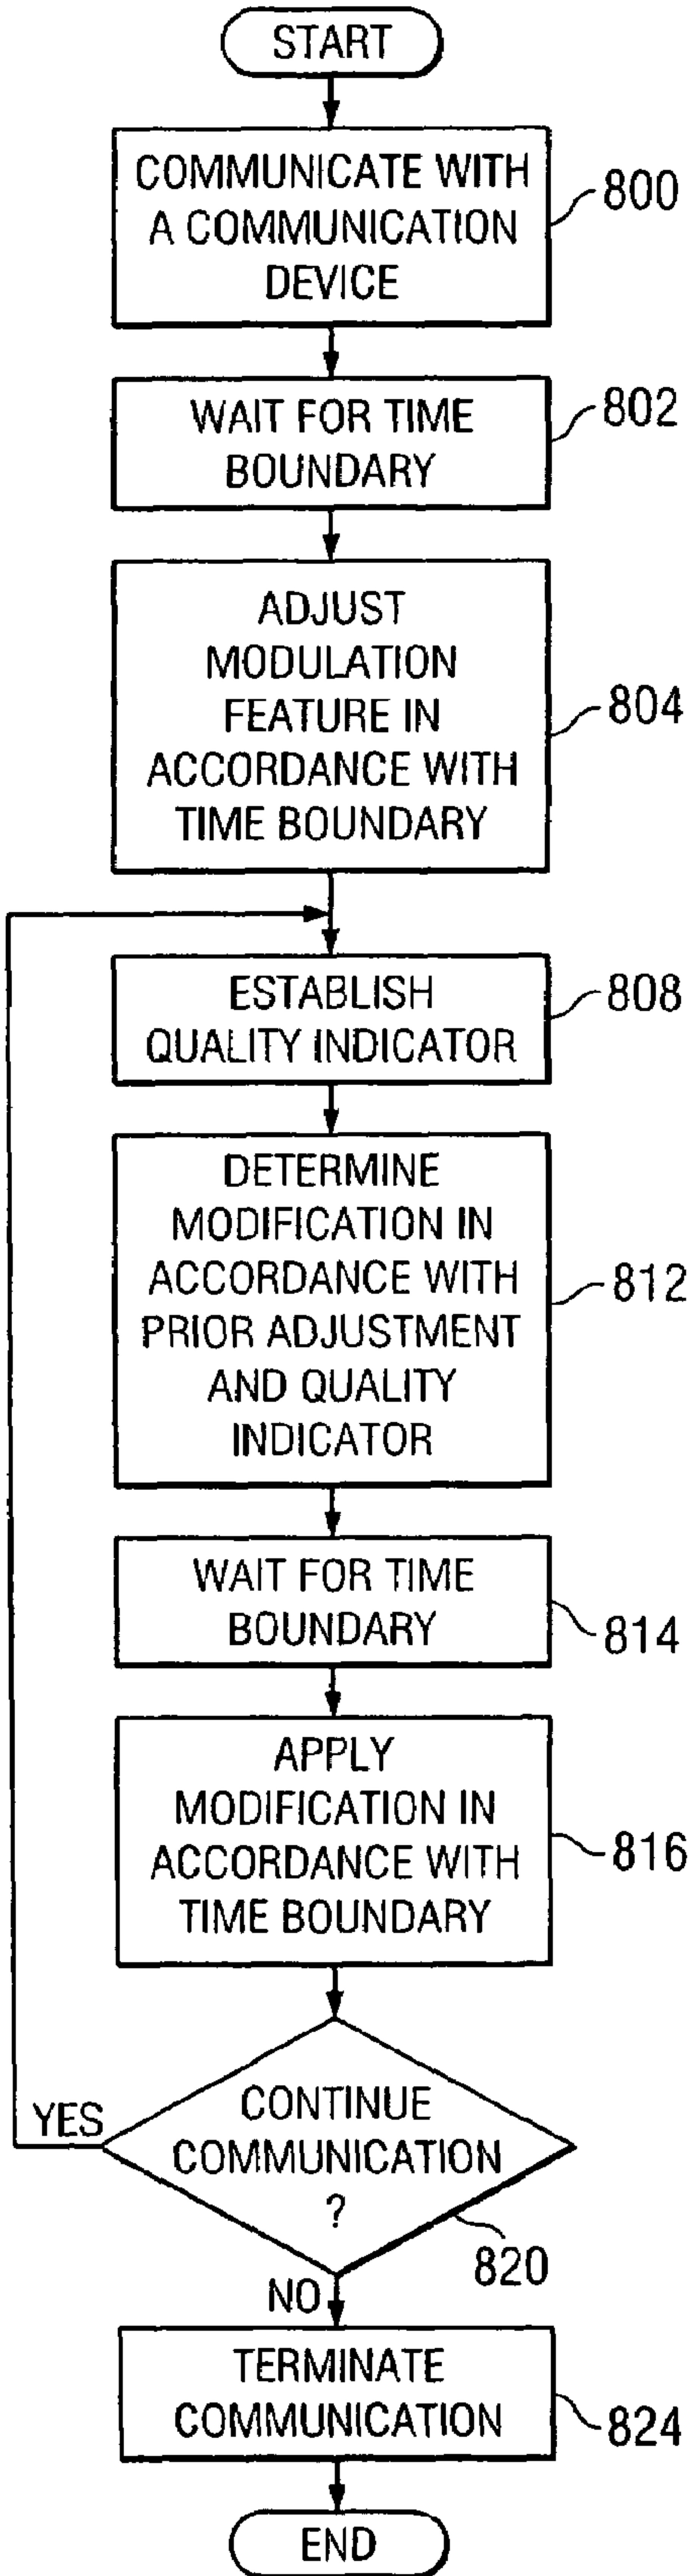 START
COMMUNICATE WITH
A COMMUNICATION
DEVICE
800
WAIT FOR TIME
BOUNDARY
802
ADJUST
MODULATION
FEATURE IN
ACCORDANCE WITH
TIME BOUNDARY
804
ESTABLISH
QUALITY INDICATOR
808
DETERMINE
MODIFICATION IN
ACCORDANCE WITH
PRIOR ADJUSTMENT
AND QUALITY
INDICATOR
812
WAIT FOR TIME
BOUNDARY
814
APPLY
MODIFICATION IN
ACCORDANCE WITH
TIME BOUNDARY
816
YES
CONTINUE
COMMUNICATION
?
820
NO
TERMINATE
COMMUNICATION
824
END